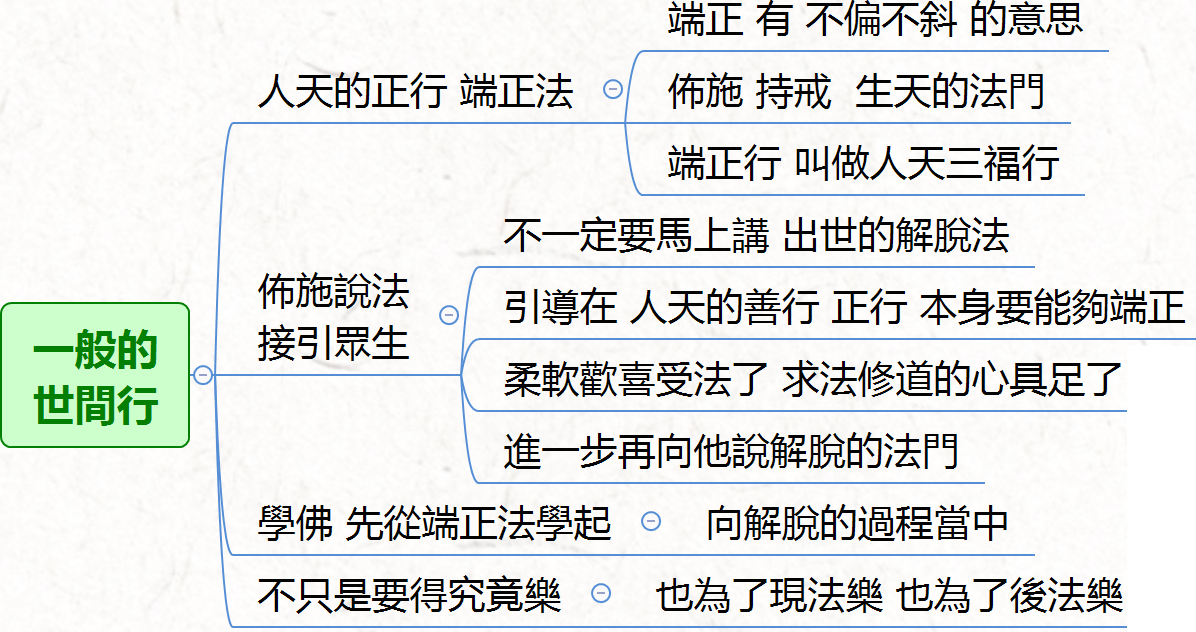 一般的
世間行
人天的正行 端正法
端正 有 不偏不斜 的意思
佈施 持戒  生天的法門
端正行 叫做人天三福行
佈施說法
接引眾生
不一定要馬上講 出世的解脫法
引導在 人天的善行 正行 本身要能夠端正
柔軟歡喜受法了 求法修道的心具足了
進一步再向他說解脫的法門
學佛 先從端正法學起
向解脫的過程當中
不只是要得究竟樂
也為了現法樂 也為了後法樂